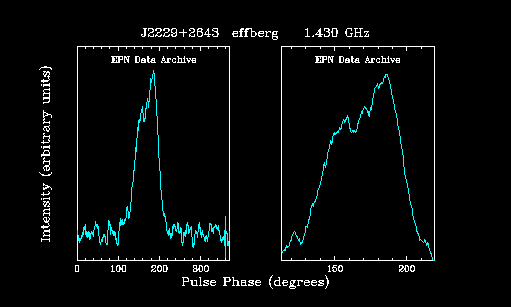 J2229+2643 effberg 1.430 GHz
EPN Data Archive EPN Data Archive
Intensity (arbitrary units)
0 100 200 300 150 200
Pulse Phase (degrees)